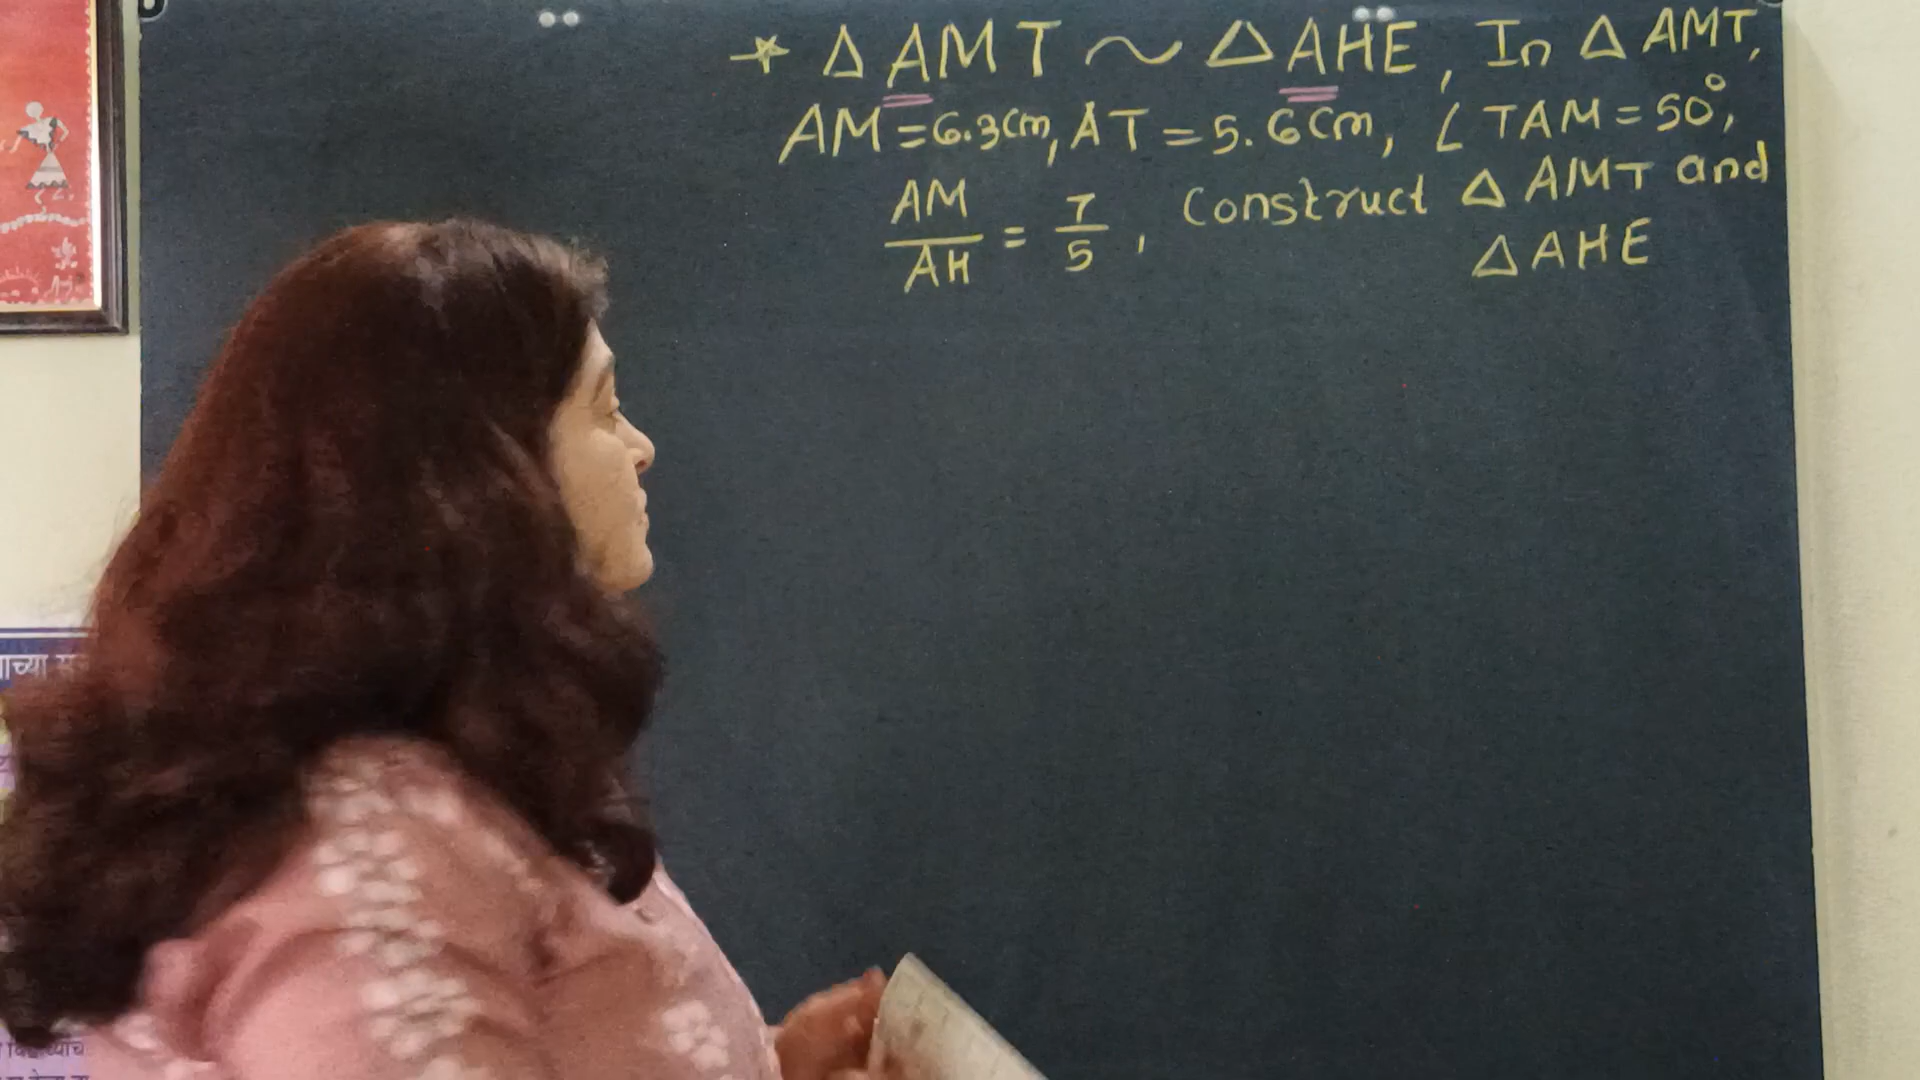 * △ AMT ~ △ AHE, In △ AMT,
AM = 6.3cm, AT = 5.6cm, ∠ TAM = 50°,
AM/AH = 7/5, Construct △ AMT and
△ AHE